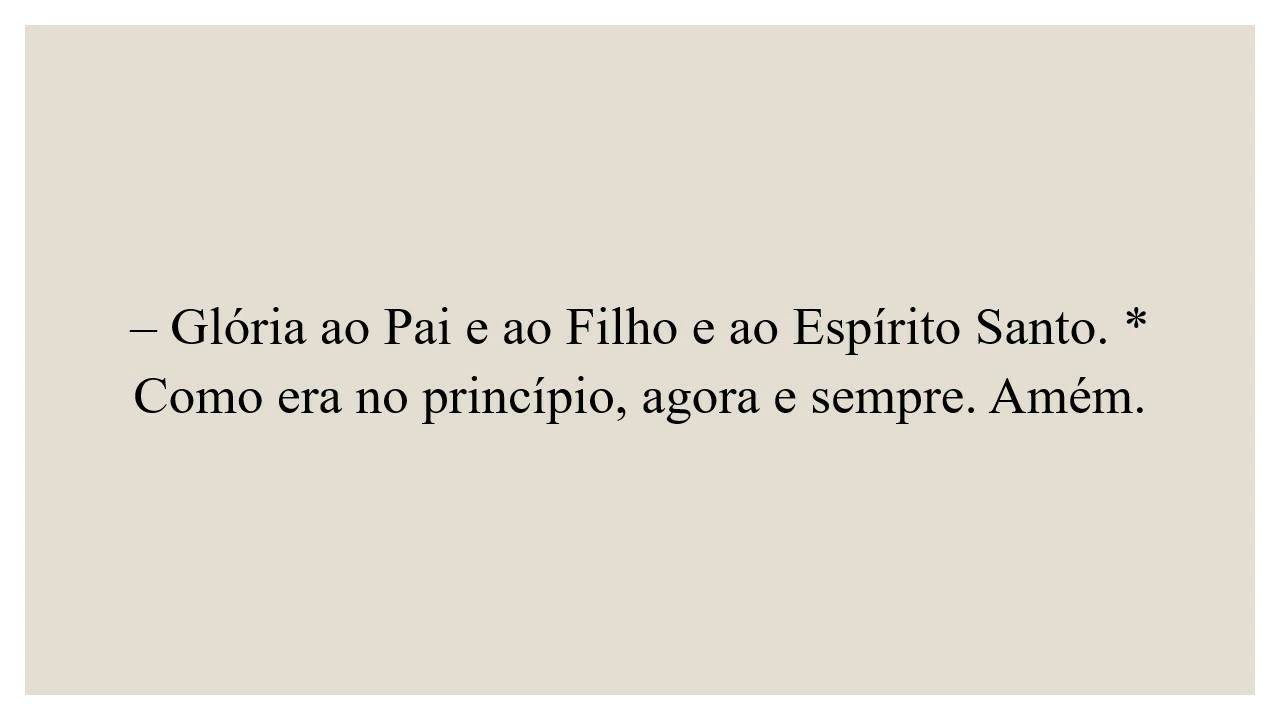 – Glória ao Pai e ao Filho e ao Espírito Santo. *
Como era no princípio, agora e sempre. Amém.